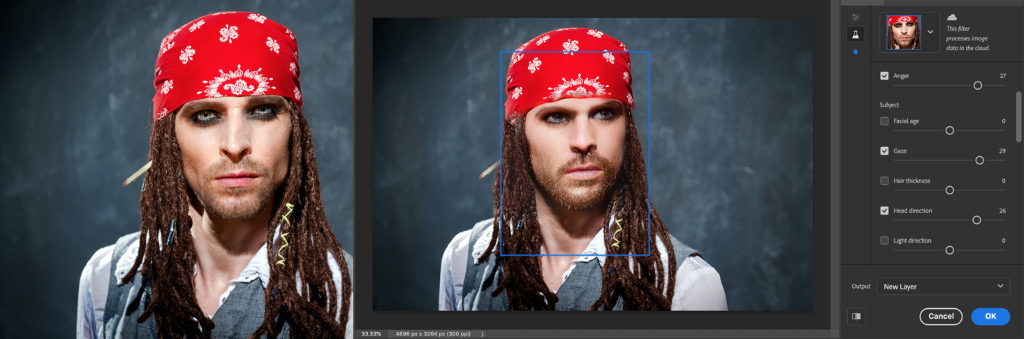 This filter
processes image
data in the cloud.
Anger 27
Subject
Facial age 0
Gaze 29
Hair thickness 0
Head direction 26
Light direction 0
Output New Layer
Cancel OK
33.33% 4896 px x 3264 px (300 ppi)